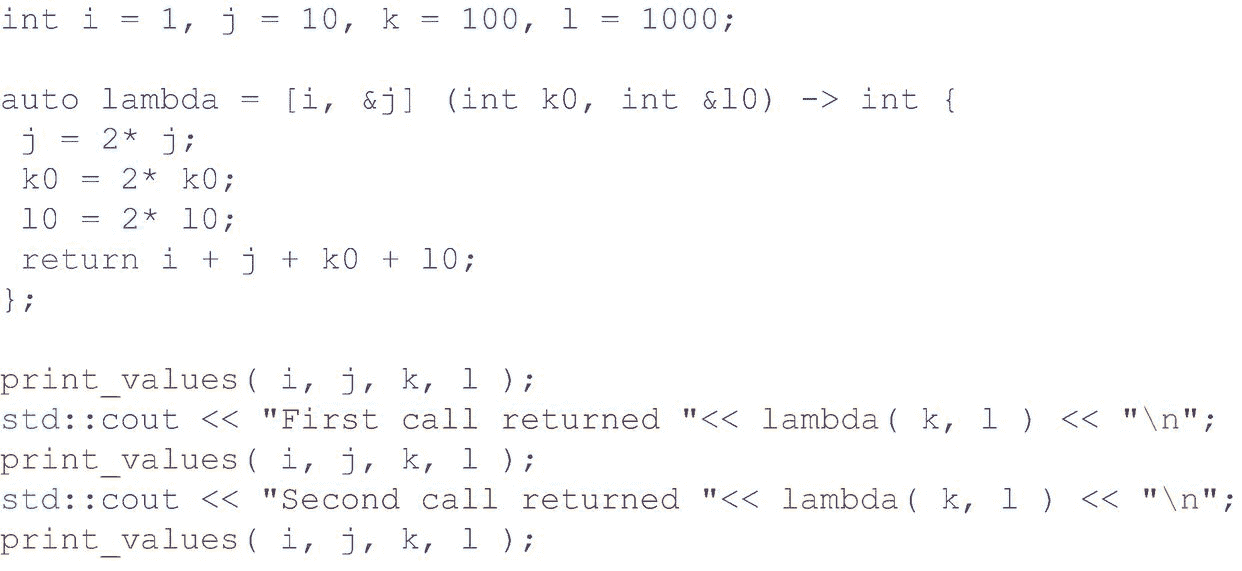 int i = 1, j = 10, k = 100, l = 1000;
auto lambda = [i, &j] (int k0, int &l0) -> int {
j = 2* j;
k0 = 2* k0;
l0 = 2* l0;
return i + j + k0 + l0;
};
print_values( i, j, k, l );
std::cout << "First call returned "<< lambda( k, l ) << "\n";
print_values( i, j, k, l );
std::cout << "Second call returned "<< lambda( k, l ) << "\n";
print_values( i, j, k, l );